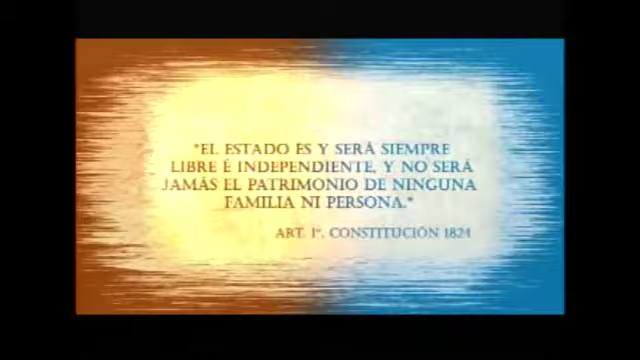 "EL ESTADO ES Y SERÁ SIEMPRE
LIBRE É INDEPENDIENTE, Y NO SERÁ
JAMÁS EL PATRIMONIO DE NINGUNA
FAMILIA NI PERSONA."
ART. 1º. CONSTITUCIÓN 1824